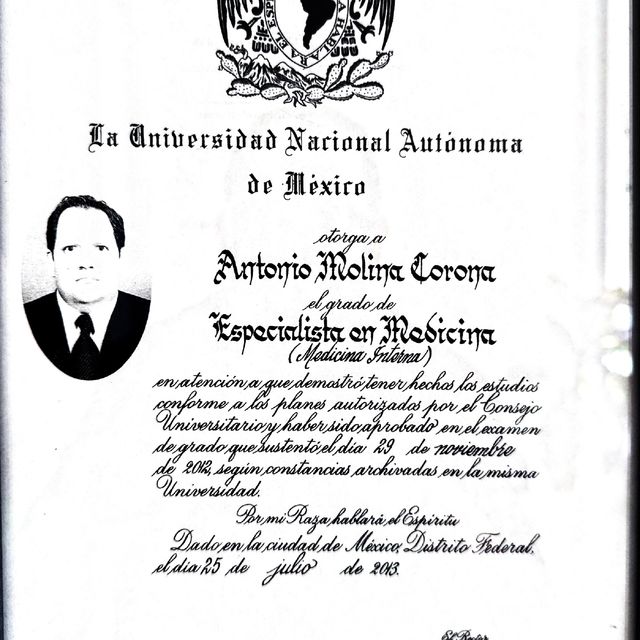 HABLARA EL ESP
La Universidad Nacional Autónoma
de México
otorga a
Antonio Molina Corona
el grado de
Especialista en Medicina
(Medicina Interna)
en atención a que demostró tener hechos los estudios
conforme a los planes autorizados por el Consejo
Universitario y haber sido aprobado en el examen
de grado que sustentó el día 29 de noviembre
de 2012, según constancias archivadas en la misma
Universidad.
Por mi Raza hablará el Espíritu
Dado en la ciudad de México, Distrito Federal,
el día 25 de julio de 2013.
El Rector